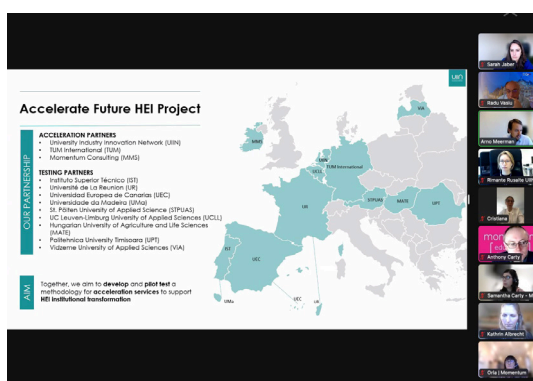 uiin
Accelerate Future HEI Project
OUR PARTNERSHIP
ACCELERATION PARTNERS
• University Industry Innovation Network (UIIN)
• TUM International (TUM)
• Momentum Consulting (MMS)
TESTING PARTNERS
• Instituto Superior Técnico (IST)
• Université de La Reunion (UR)
• Universidad Europea de Canarias (UEC)
• Universidade da Madeira (UMa)
• St. Pölten University of Applied Science (STPUAS)
• UC Leuven-Limburg University of Applied Sciences (UCLL)
• Hungarian University of Agriculture and Life Sciences
(MATE)
• Politehnica University Timisoara (UPT)
• Vidzeme University of Applied Sciences (ViA)
AIM
Together, we aim to develop and pilot test a
methodology for acceleration services to support
HEI institutional transformation
ViA
MMS
UIIN
TUM International
UCLL
STPUAS
MATE
UPT
UR
IST
UEC
UMa
UEC
UR
Sarah Jaber
Radu Vasiu
Arno Meerman
Rimante Rusaite UII
Cristiana
Anthony Carty
Samantha Carty - M
Kathrin Albrecht
Orla | Momentum